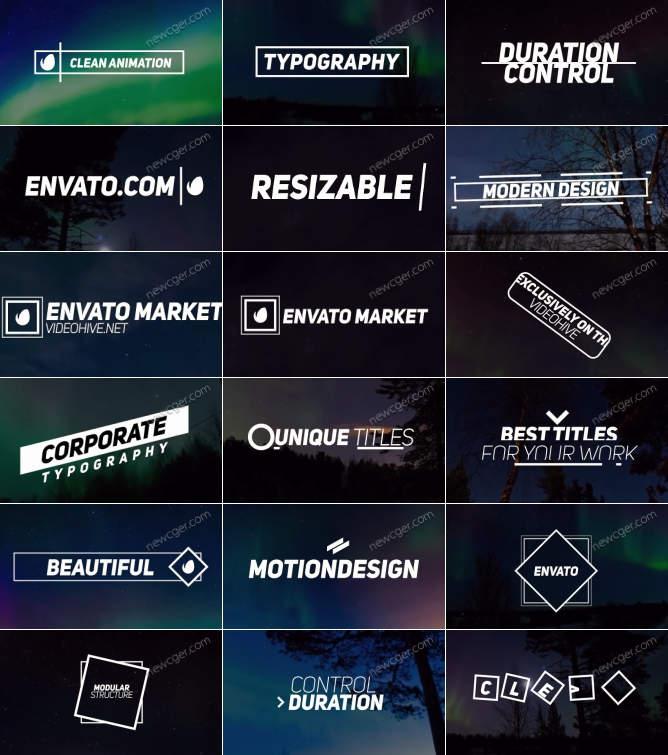 newcger.com
CLEAN ANIMATION
newcger.com
TYPOGRAPHY
newcger.com
DURATION
CONTROL
newcger.com
ENVATO.COM
newcger.com
RESIZABLE
newcger.com
MODERN DESIGN
newcger.com
ENVATO MARKET
VIDEOHIVE.NET
newcger.com
ENVATO MARKET
newcger.com
EXCLUSIVELY ON TH
VIDEOHIVE
newcger.com
CORPORATE
TYPOGRAPHY
newcger.com
UNIQUE TITLES
newcger.com
BEST TITLES
FOR YOUR WORK
newcger.com
BEAUTIFUL
newcger.com
MOTIONDESIGN
newcger.com
ENVATO
newcger.com
MODULAR
STRUCTURE
newcger.com
CONTROL
DURATION
newcger.com
CLE